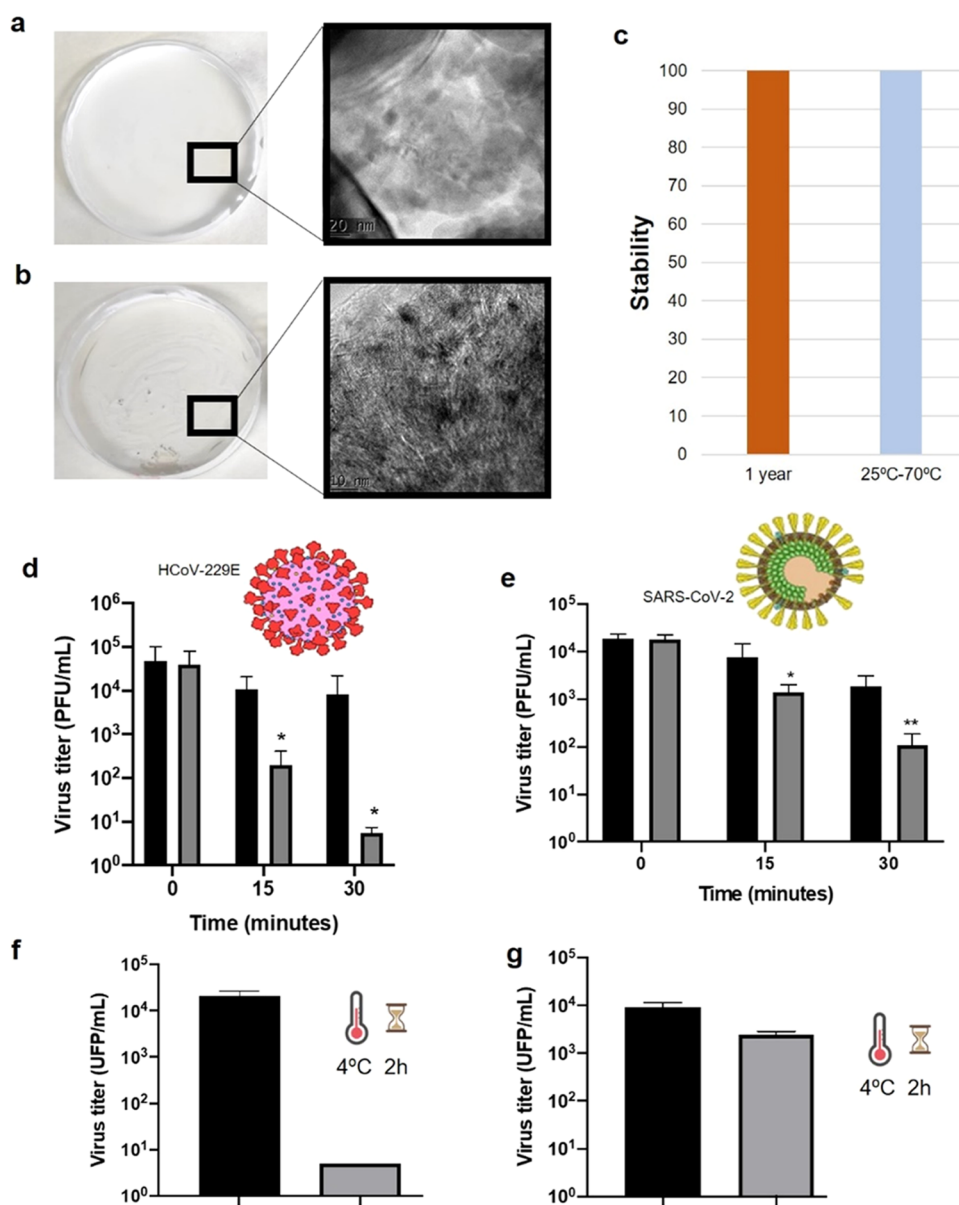 a
20 nm
b
10 nm
c
Stability
100
90
80
70
60
50
40
30
20
10
0
1 year
25ºC-70ºC
d
HCoV-229E
Virus titer (PFU/mL)
10⁶
10⁵
10⁴
10³
10²
10¹
10⁰
*
*
0
15
30
Time (minutes)
e
SARS-CoV-2
Virus titer (PFU/mL)
10⁵
10⁴
10³
10²
10¹
10⁰
*
**
0
15
30
Time (minutes)
f
Virus titer (UFP/mL)
10⁵
10⁴
10³
10²
10¹
10⁰
4ºC 2h
g
Virus titer (UFP/mL)
10⁵
10⁴
10³
10²
10¹
10⁰
4ºC 2h